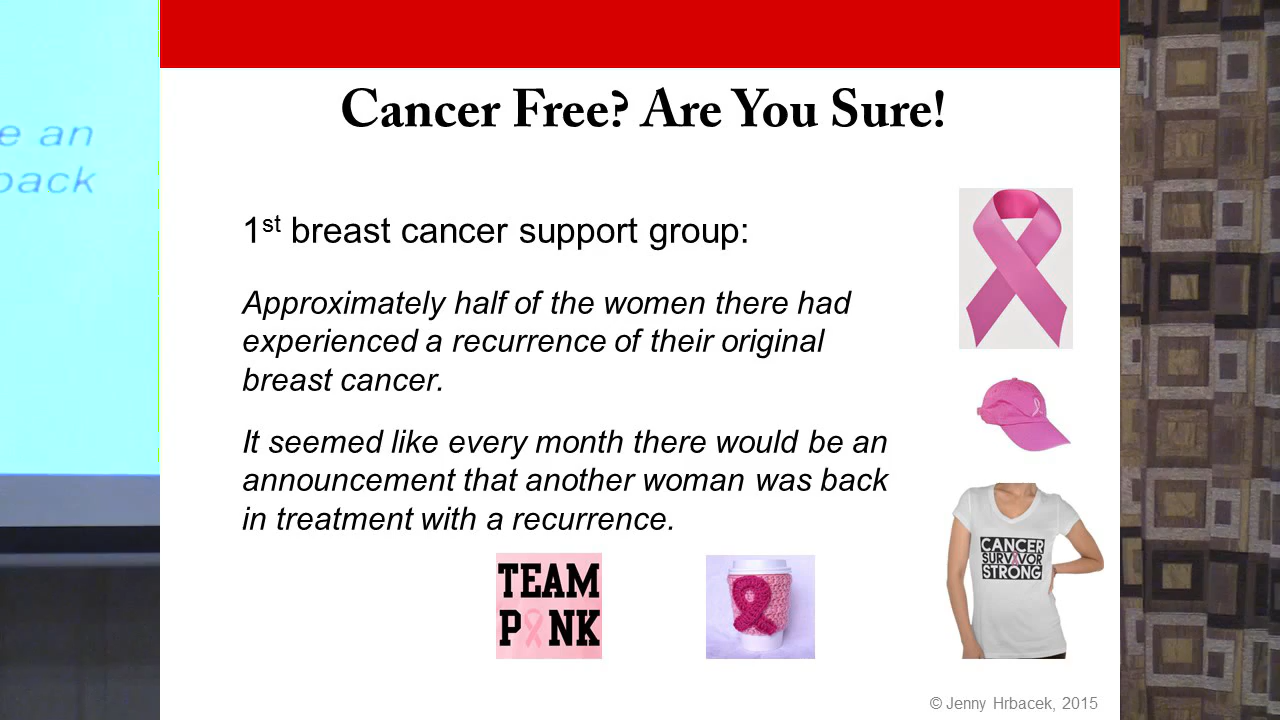 Cancer Free? Are You Sure!
e an
back
1st breast cancer support group:
Approximately half of the women there had
experienced a recurrence of their original
breast cancer.
It seemed like every month there would be an
announcement that another woman was back
in treatment with a recurrence.
CANCER
SURVIVOR
STRONG
TEAM
PINK
© Jenny Hrbacek, 2015